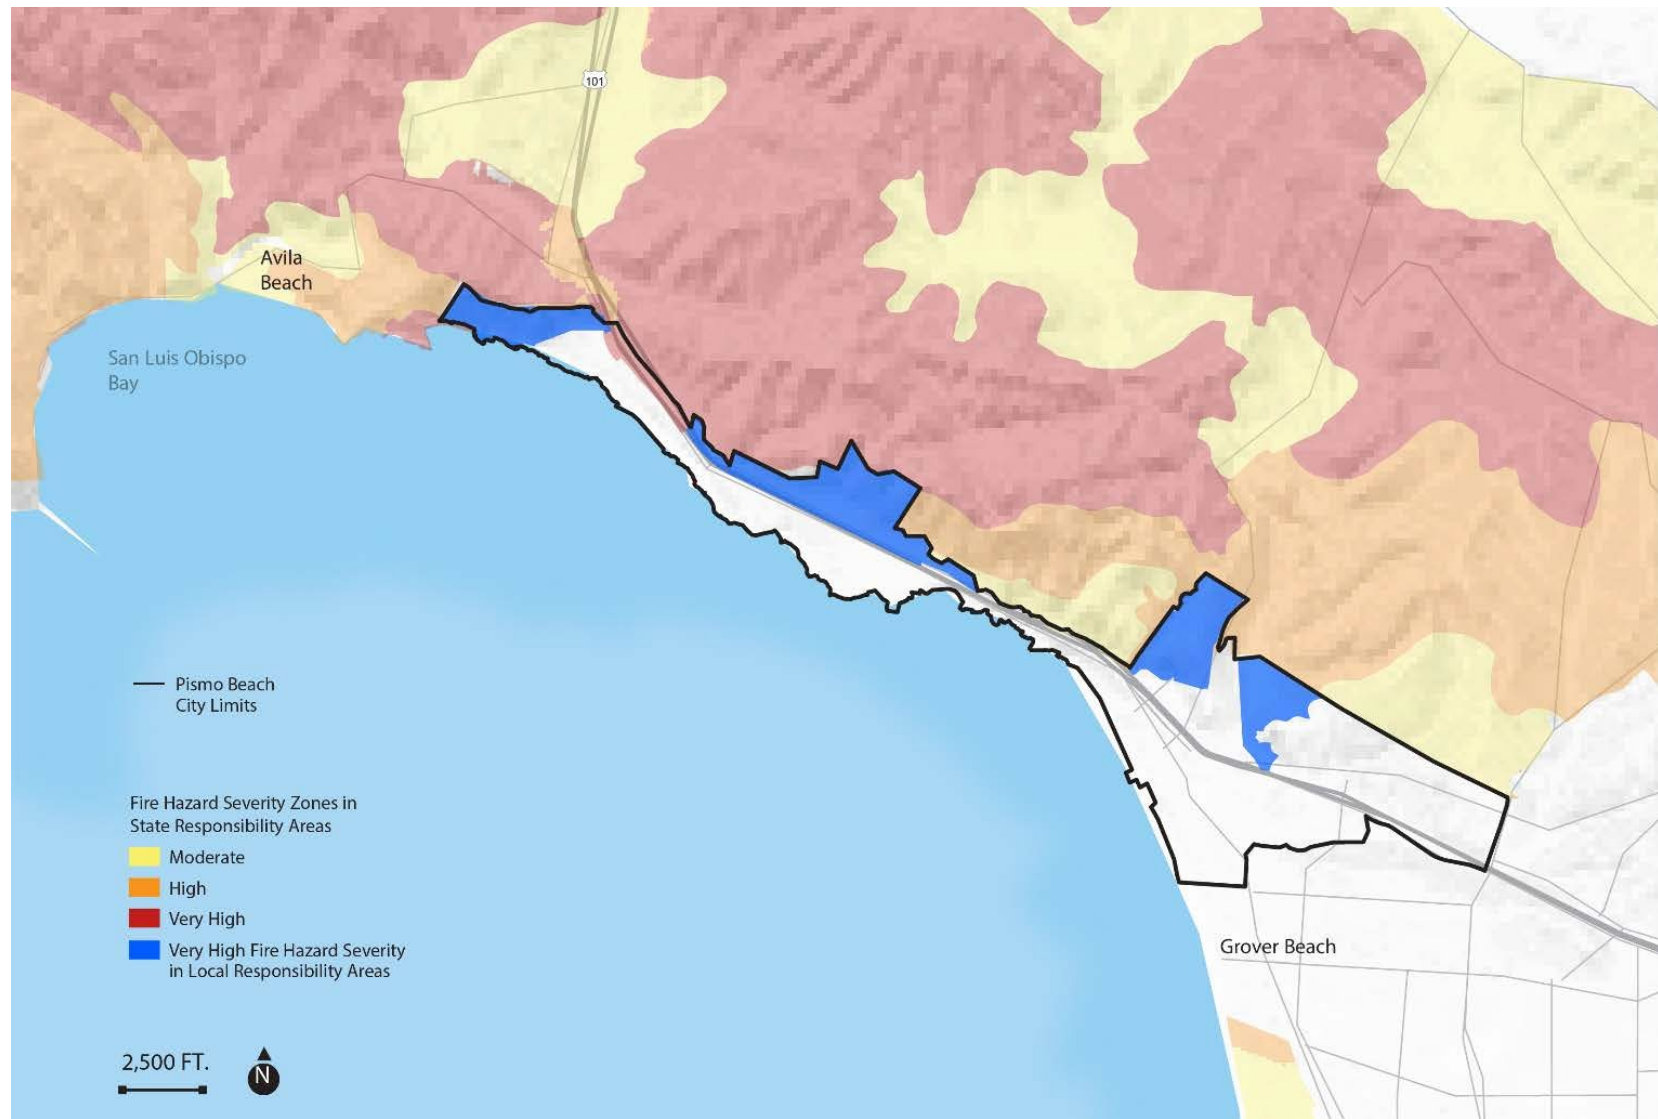 101
Avila
Beach
San Luis Obispo
Bay
Pismo Beach
City Limits
Fire Hazard Severity Zones in
State Responsibility Areas
Moderate
High
Very High
Very High Fire Hazard Severity
in Local Responsibility Areas
Grover Beach
2,500 FT.
N